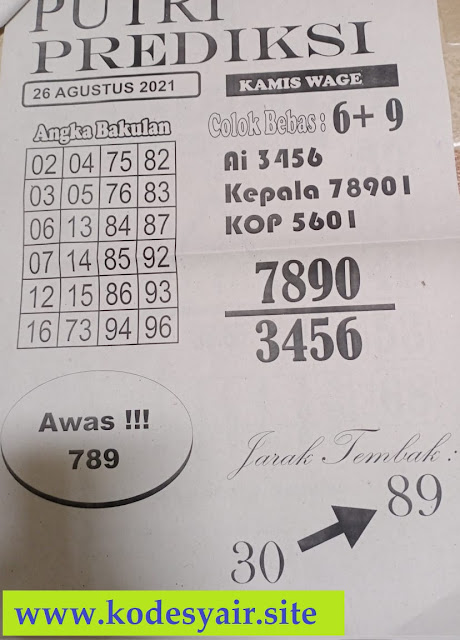 PUTRI
PREDIKSI
26 AGUSTUS 2021
KAMIS WAGE
Angka Bakulan
02 04 75 82
03 05 76 83
06 13 84 87
07 14 85 92
12 15 86 93
16 73 94 96
Colok Bebas : 6+ 9
Ai 3456
Kepala 78901
KOP 5601
7890
3456
Awas !!!
789
Jarak Tembak :
89
30
www.kodesyair.site